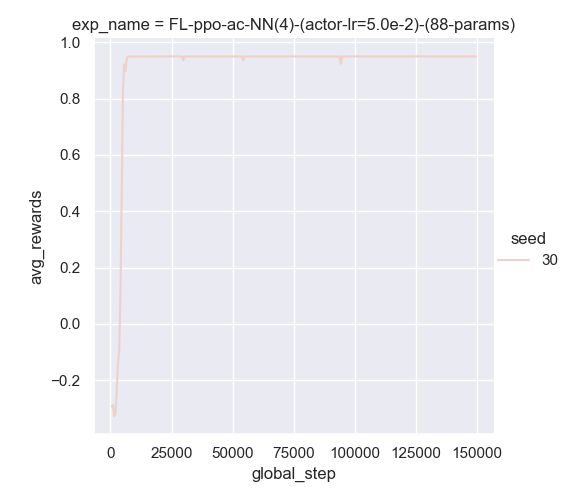 exp_name = FL-ppo-ac-NN(4)-(actor-lr=5.0e-2)-(88-params)
1.0
0.8
0.6
0.4
0.2
0.0
−0.2
avg_rewards
seed
30
0 25000 50000 75000 100000 125000 150000
global_step